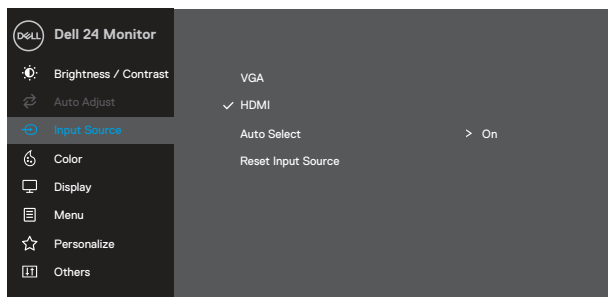 DELL Dell 24 Monitor
Brightness / Contrast
Auto Adjust
Input Source
Color
Display
Menu
Personalize
Others
VGA
HDMI
Auto Select > On
Reset Input Source